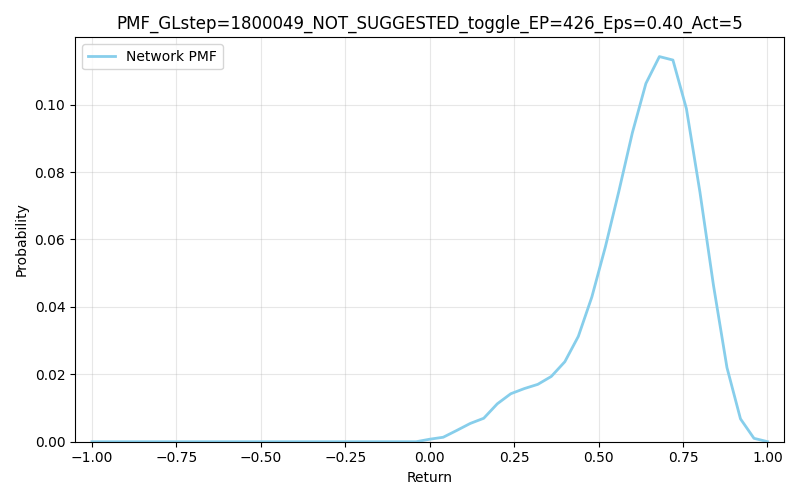 PMF_GLstep=1800049_NOT_SUGGESTED_toggle_EP=426_Eps=0.40_Act=5
Network PMF
Probability
0.10
0.08
0.06
0.04
0.02
0.00
−1.00 −0.75 −0.50 −0.25 0.00 0.25 0.50 0.75 1.00
Return